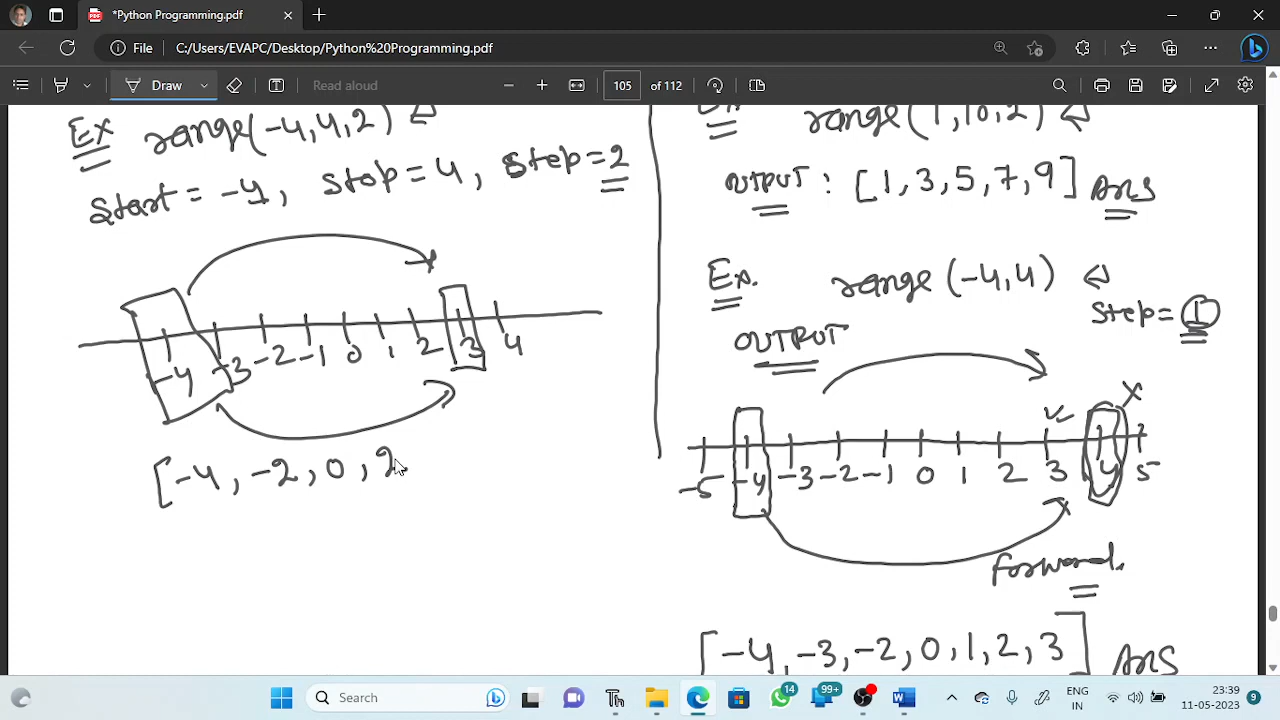 *Python Programming.pdf
File
C:/Users/EVAPC/Desktop/Python%20Programming.pdf
Draw
Read aloud
105 of 112
Ex range(-4,4,2)
start = -4, stop = 4, step = 2
-4 -3 -2 -1 0 1 2 3 4
[-4, -2, 0, 2
range(1,10,2)
OUTPUT: [1, 3, 5, 7, 9] Ans
Ex. range(-4,4)
step = 1
OUTPUT
X
-5 -4 -3 -2 -1 0 1 2 3 4 5
forward.
[-4, -3, -2, 0, 1, 2, 3] Ans
Search
14
99+
ENG
IN
23:39
11-05-2023
9